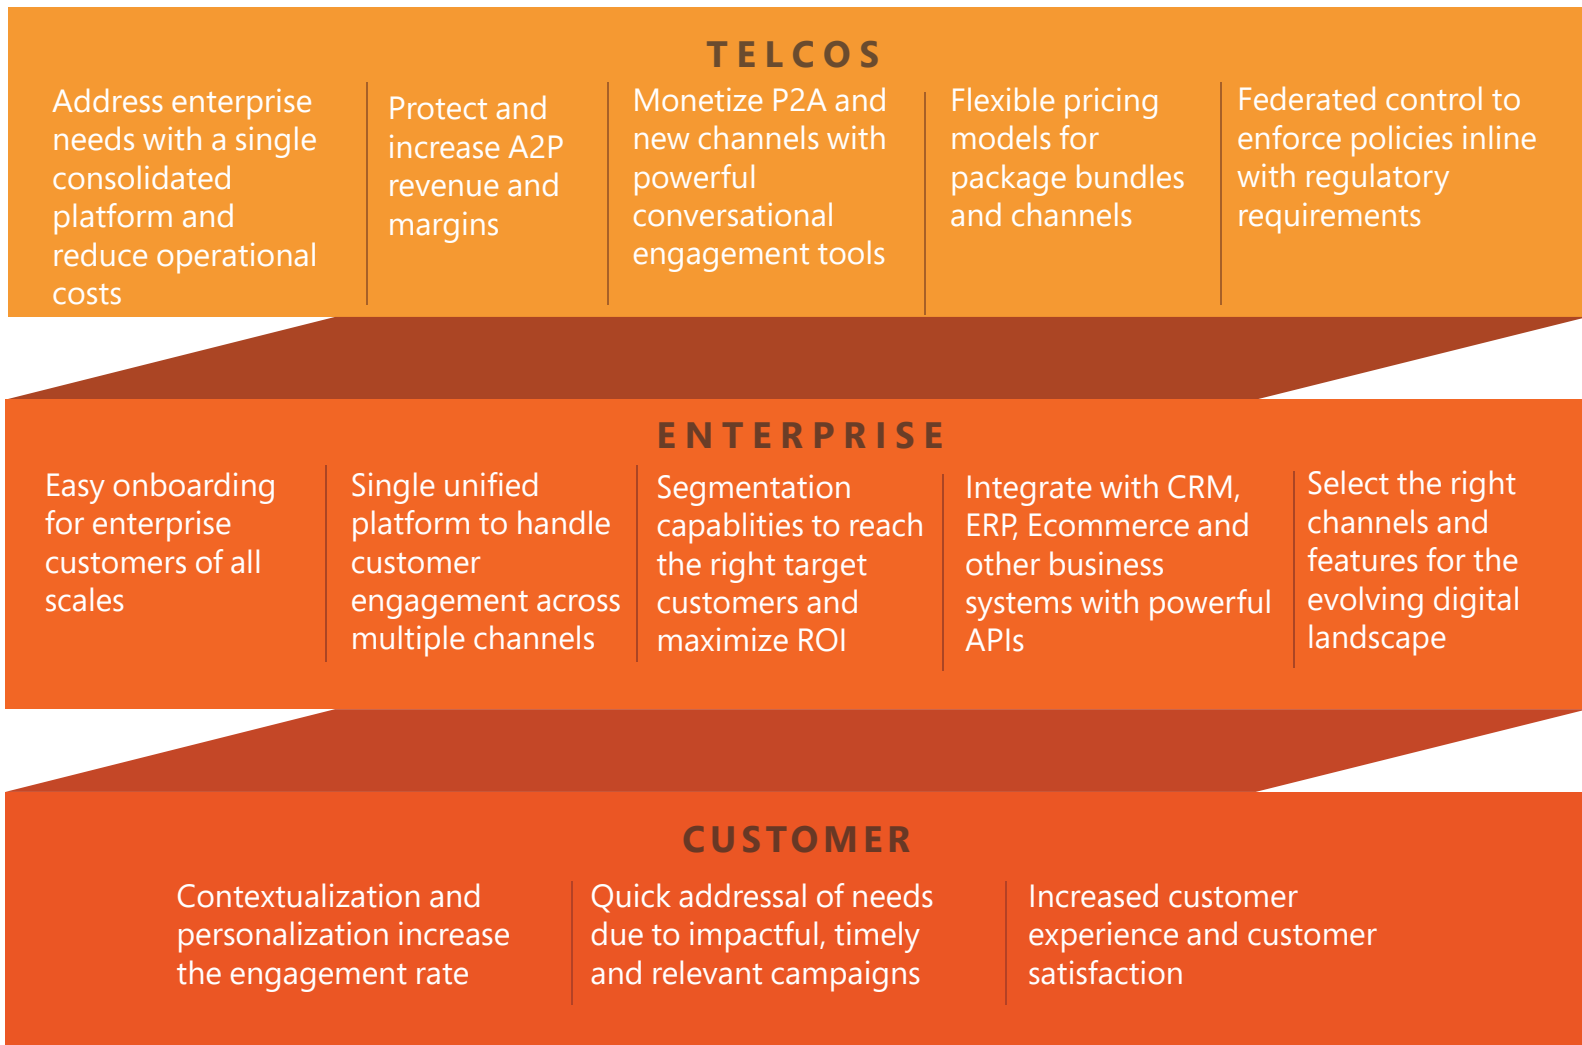 TELCOS
Address enterprise
needs with a single
consolidated
platform and
reduce operational
costs
Protect and
increase A2P
revenue and
margins
Monetize P2A and
new channels with
powerful
conversational
engagement tools
Flexible pricing
models for
package bundles
and channels
Federated control to
enforce policies inline
with regulatory
requirements
ENTERPRISE
Easy onboarding
for enterprise
customers of all
scales
Single unified
platform to handle
customer
engagement across
multiple channels
Segmentation
capablities to reach
the right target
customers and
maximize ROI
Integrate with CRM,
ERP, Ecommerce and
other business
systems with powerful
APIs
Select the right
channels and
features for the
evolving digital
landscape
CUSTOMER
Contextualization and
personalization increase
the engagement rate
Quick addressal of needs
due to impactful, timely
and relevant campaigns
Increased customer
experience and customer
satisfaction